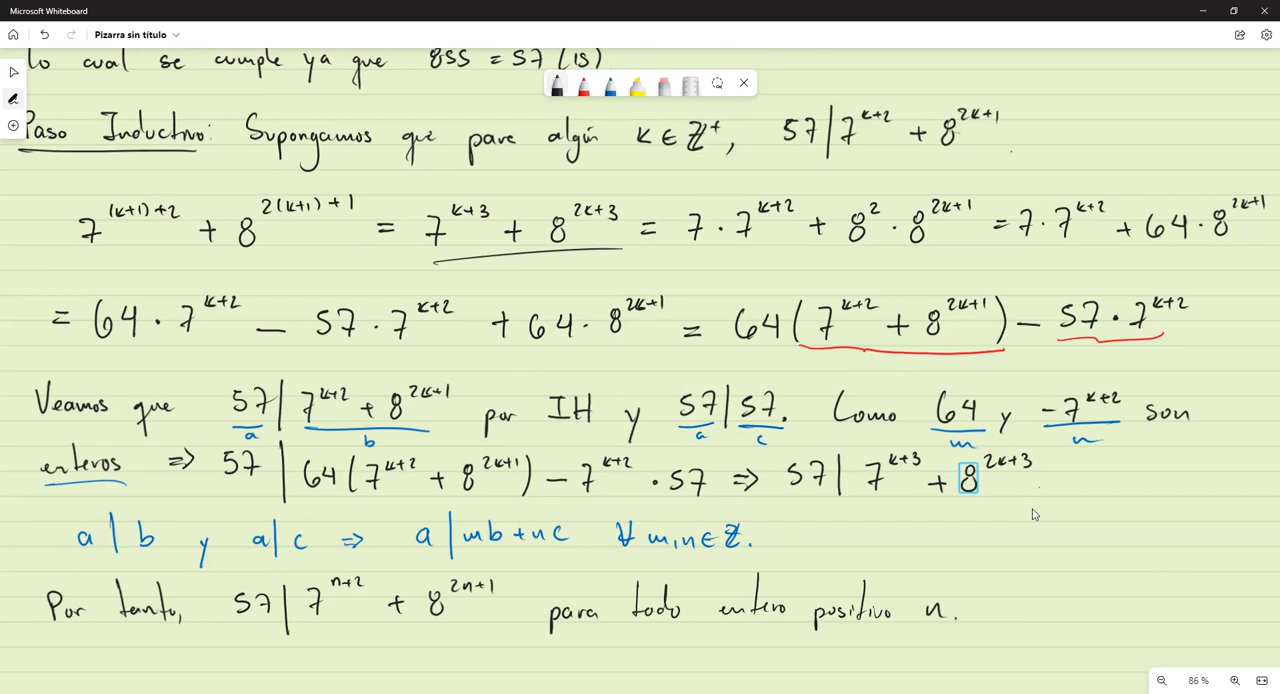 Microsoft Whiteboard
Pizarra sin título
lo cual se cumple ya que 855 = 57 (15)
Paso Inductivo: Supongamos que para algún k ∈ ℤ⁺, 57 | 7^{k+2} + 8^{2k+1}
7^{(k+1)+2} + 8^{2(k+1)+1} = 7^{k+3} + 8^{2k+3} = 7·7^{k+2} + 8²·8^{2k+1} = 7·7^{k+2} + 64·8^{2k+1}
= 64·7^{k+2} − 57·7^{k+2} + 64·8^{2k+1} = 64(7^{k+2} + 8^{2k+1}) − 57·7^{k+2}
Veamos que 57 | 7^{k+2} + 8^{2k+1} por IH y 57 | 57. Como 64 y −7^{k+2} son
a b a c m n
enteros ⇒ 57 | 64(7^{k+2} + 8^{2k+1}) − 7^{k+2}·57 ⇒ 57 | 7^{k+3} + 8^{2k+3}
a | b y a | c ⇒ a | mb+nc ∀ m,n ∈ ℤ.
Por tanto, 57 | 7^{n+2} + 8^{2n+1} para todo entero positivo n.
86 %